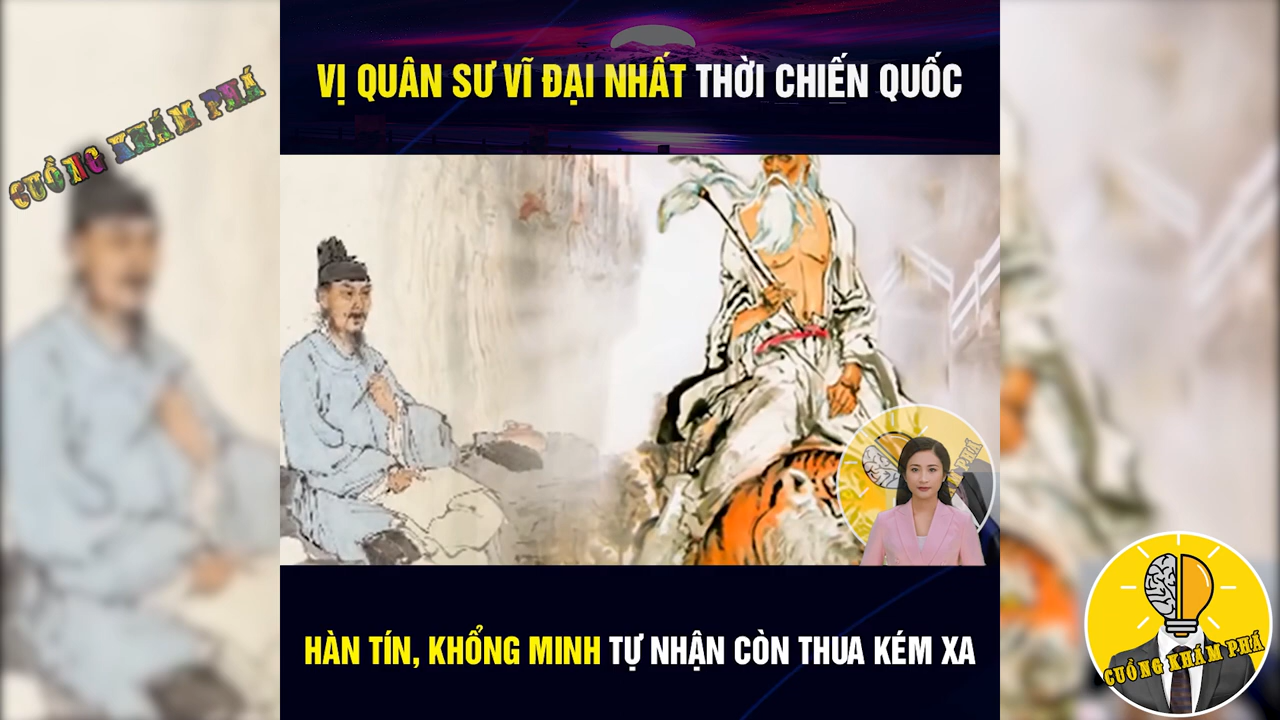 VỊ QUÂN SƯ VĨ ĐẠI NHẤT THỜI CHIẾN QUỐC
CUỒNG KHÁM PHÁ
HÀN TÍN, KHỔNG MINH TỰ NHẬN CÒN THUA KÉM XA
CUỒNG KHÁM PHÁ